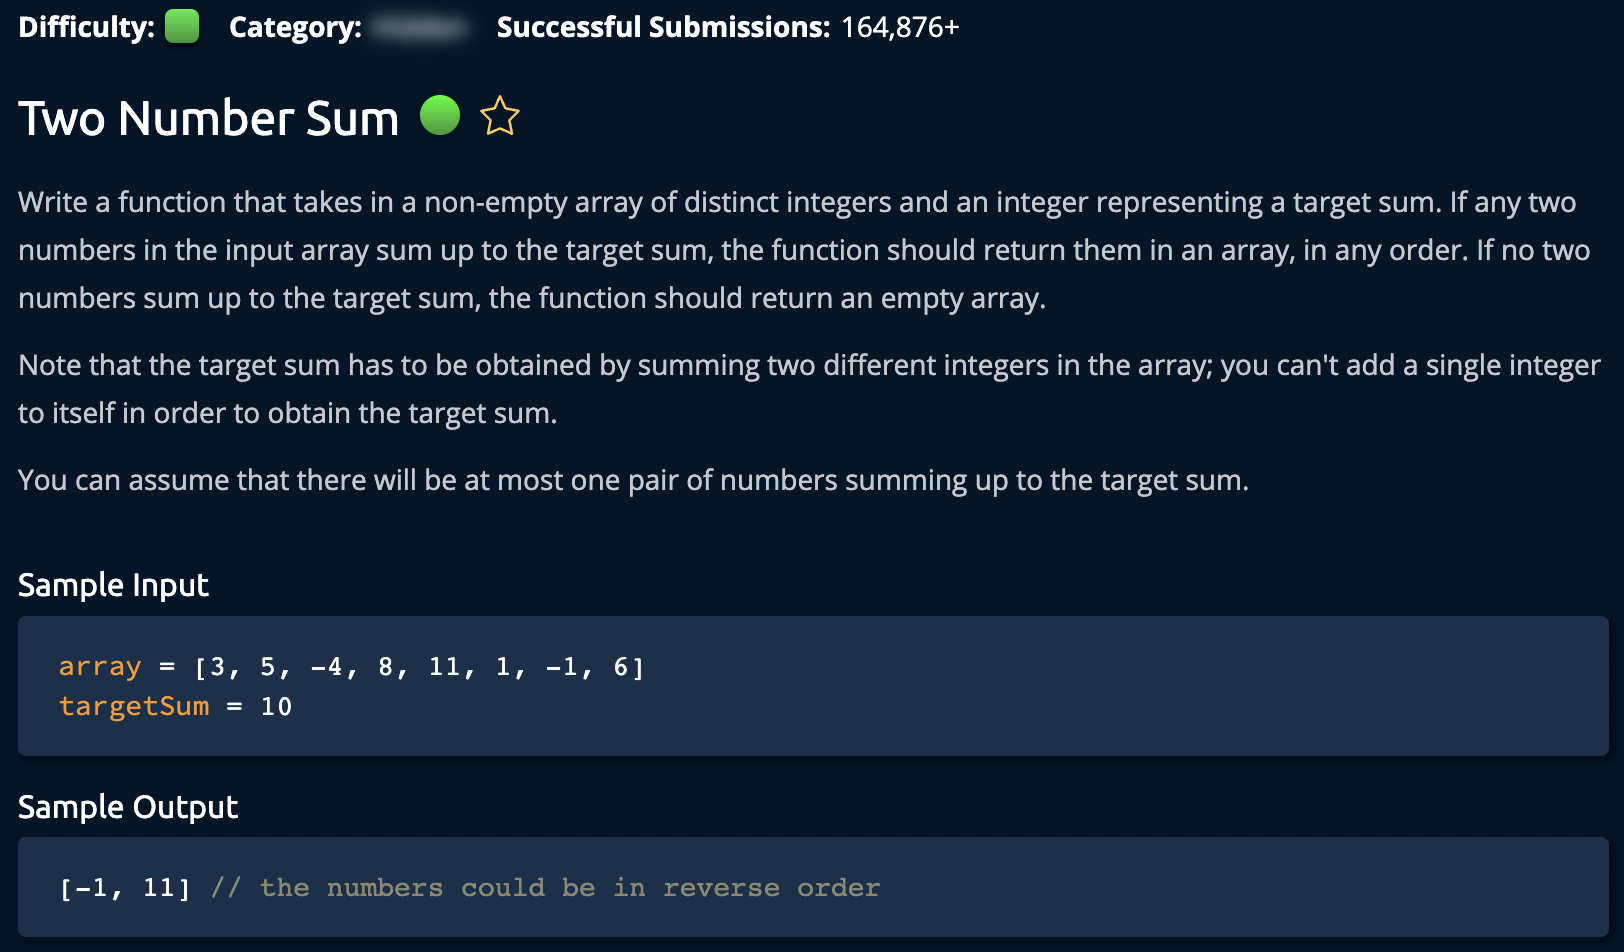 Difficulty: Category: Successful Submissions: 164,876+
Two Number Sum
Write a function that takes in a non-empty array of distinct integers and an integer representing a target sum. If any two
numbers in the input array sum up to the target sum, the function should return them in an array, in any order. If no two
numbers sum up to the target sum, the function should return an empty array.
Note that the target sum has to be obtained by summing two different integers in the array; you can't add a single integer
to itself in order to obtain the target sum.
You can assume that there will be at most one pair of numbers summing up to the target sum.
Sample Input
array = [3, 5, -4, 8, 11, 1, -1, 6]
targetSum = 10
Sample Output
[-1, 11] // the numbers could be in reverse order